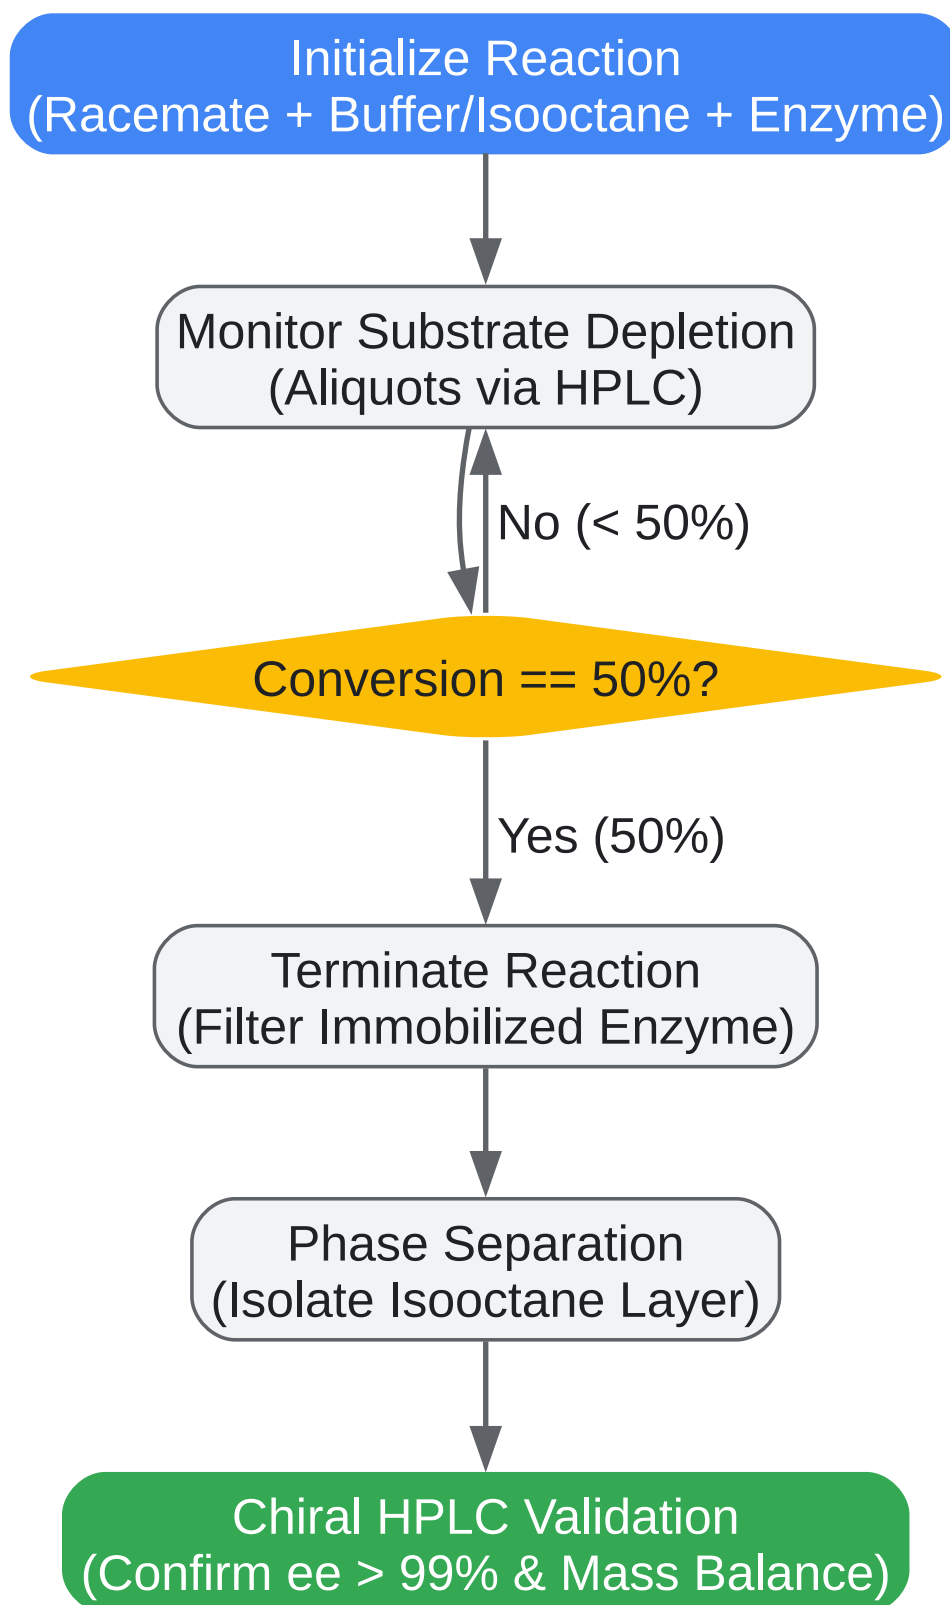 Initialize Reaction
(Racemate + Buffer/Isooctane + Enzyme)
Monitor Substrate Depletion
(Aliquots via HPLC)
No (< 50%)
Conversion == 50%?
Yes (50%)
Terminate Reaction
(Filter Immobilized Enzyme)
Phase Separation
(Isolate Isooctane Layer)
Chiral HPLC Validation
(Confirm ee > 99% & Mass Balance)